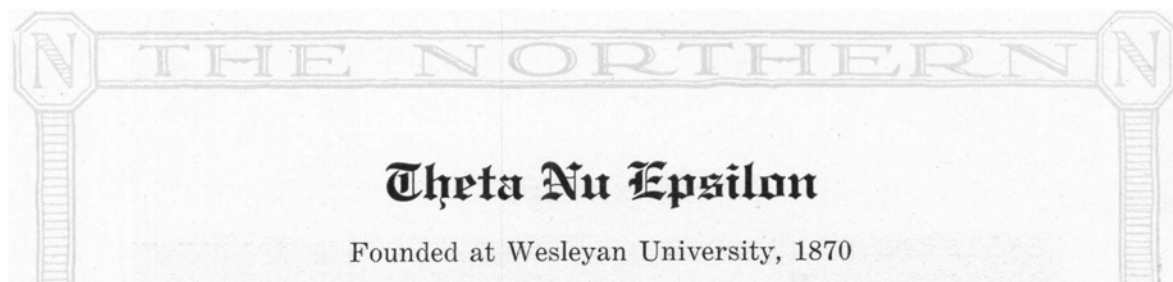 N THE NORTHERN N
Theta Nu Epsilon
Founded at Wesleyan University, 1870